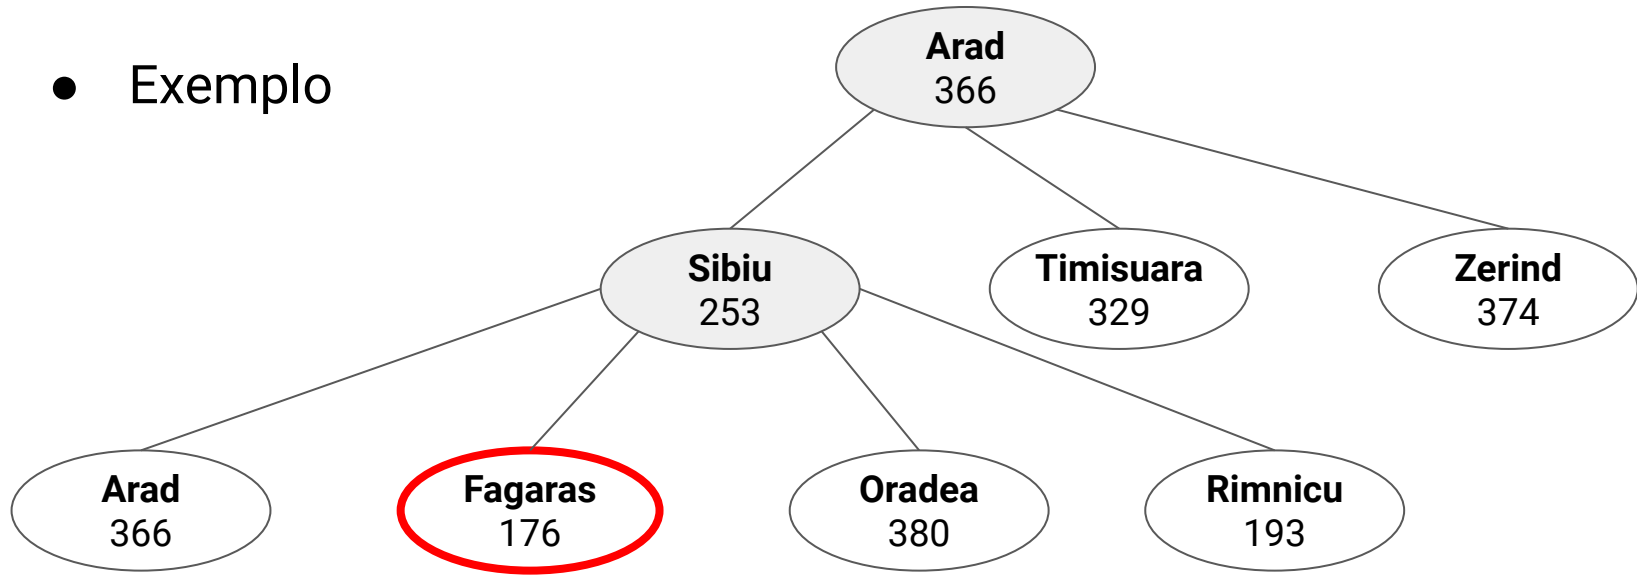 ● Exemplo
Arad
366
Sibiu
253
Timisuara
329
Zerind
374
Arad
366
Fagaras
176
Oradea
380
Rimnicu
193